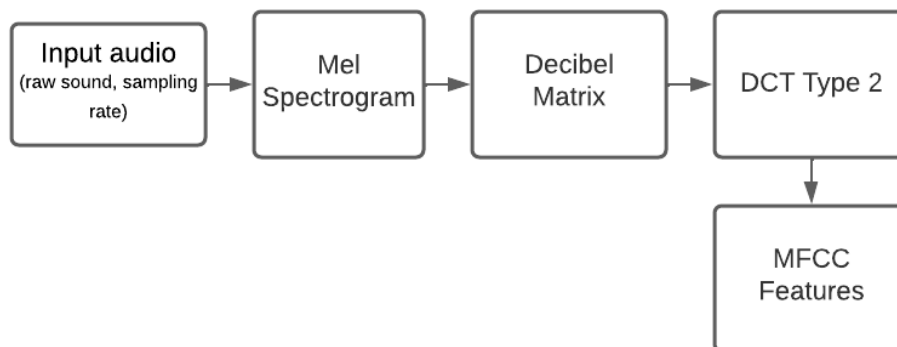 Input audio
(raw sound, sampling
rate)
Mel
Spectrogram
Decibel
Matrix
DCT Type 2
MFCC
Features